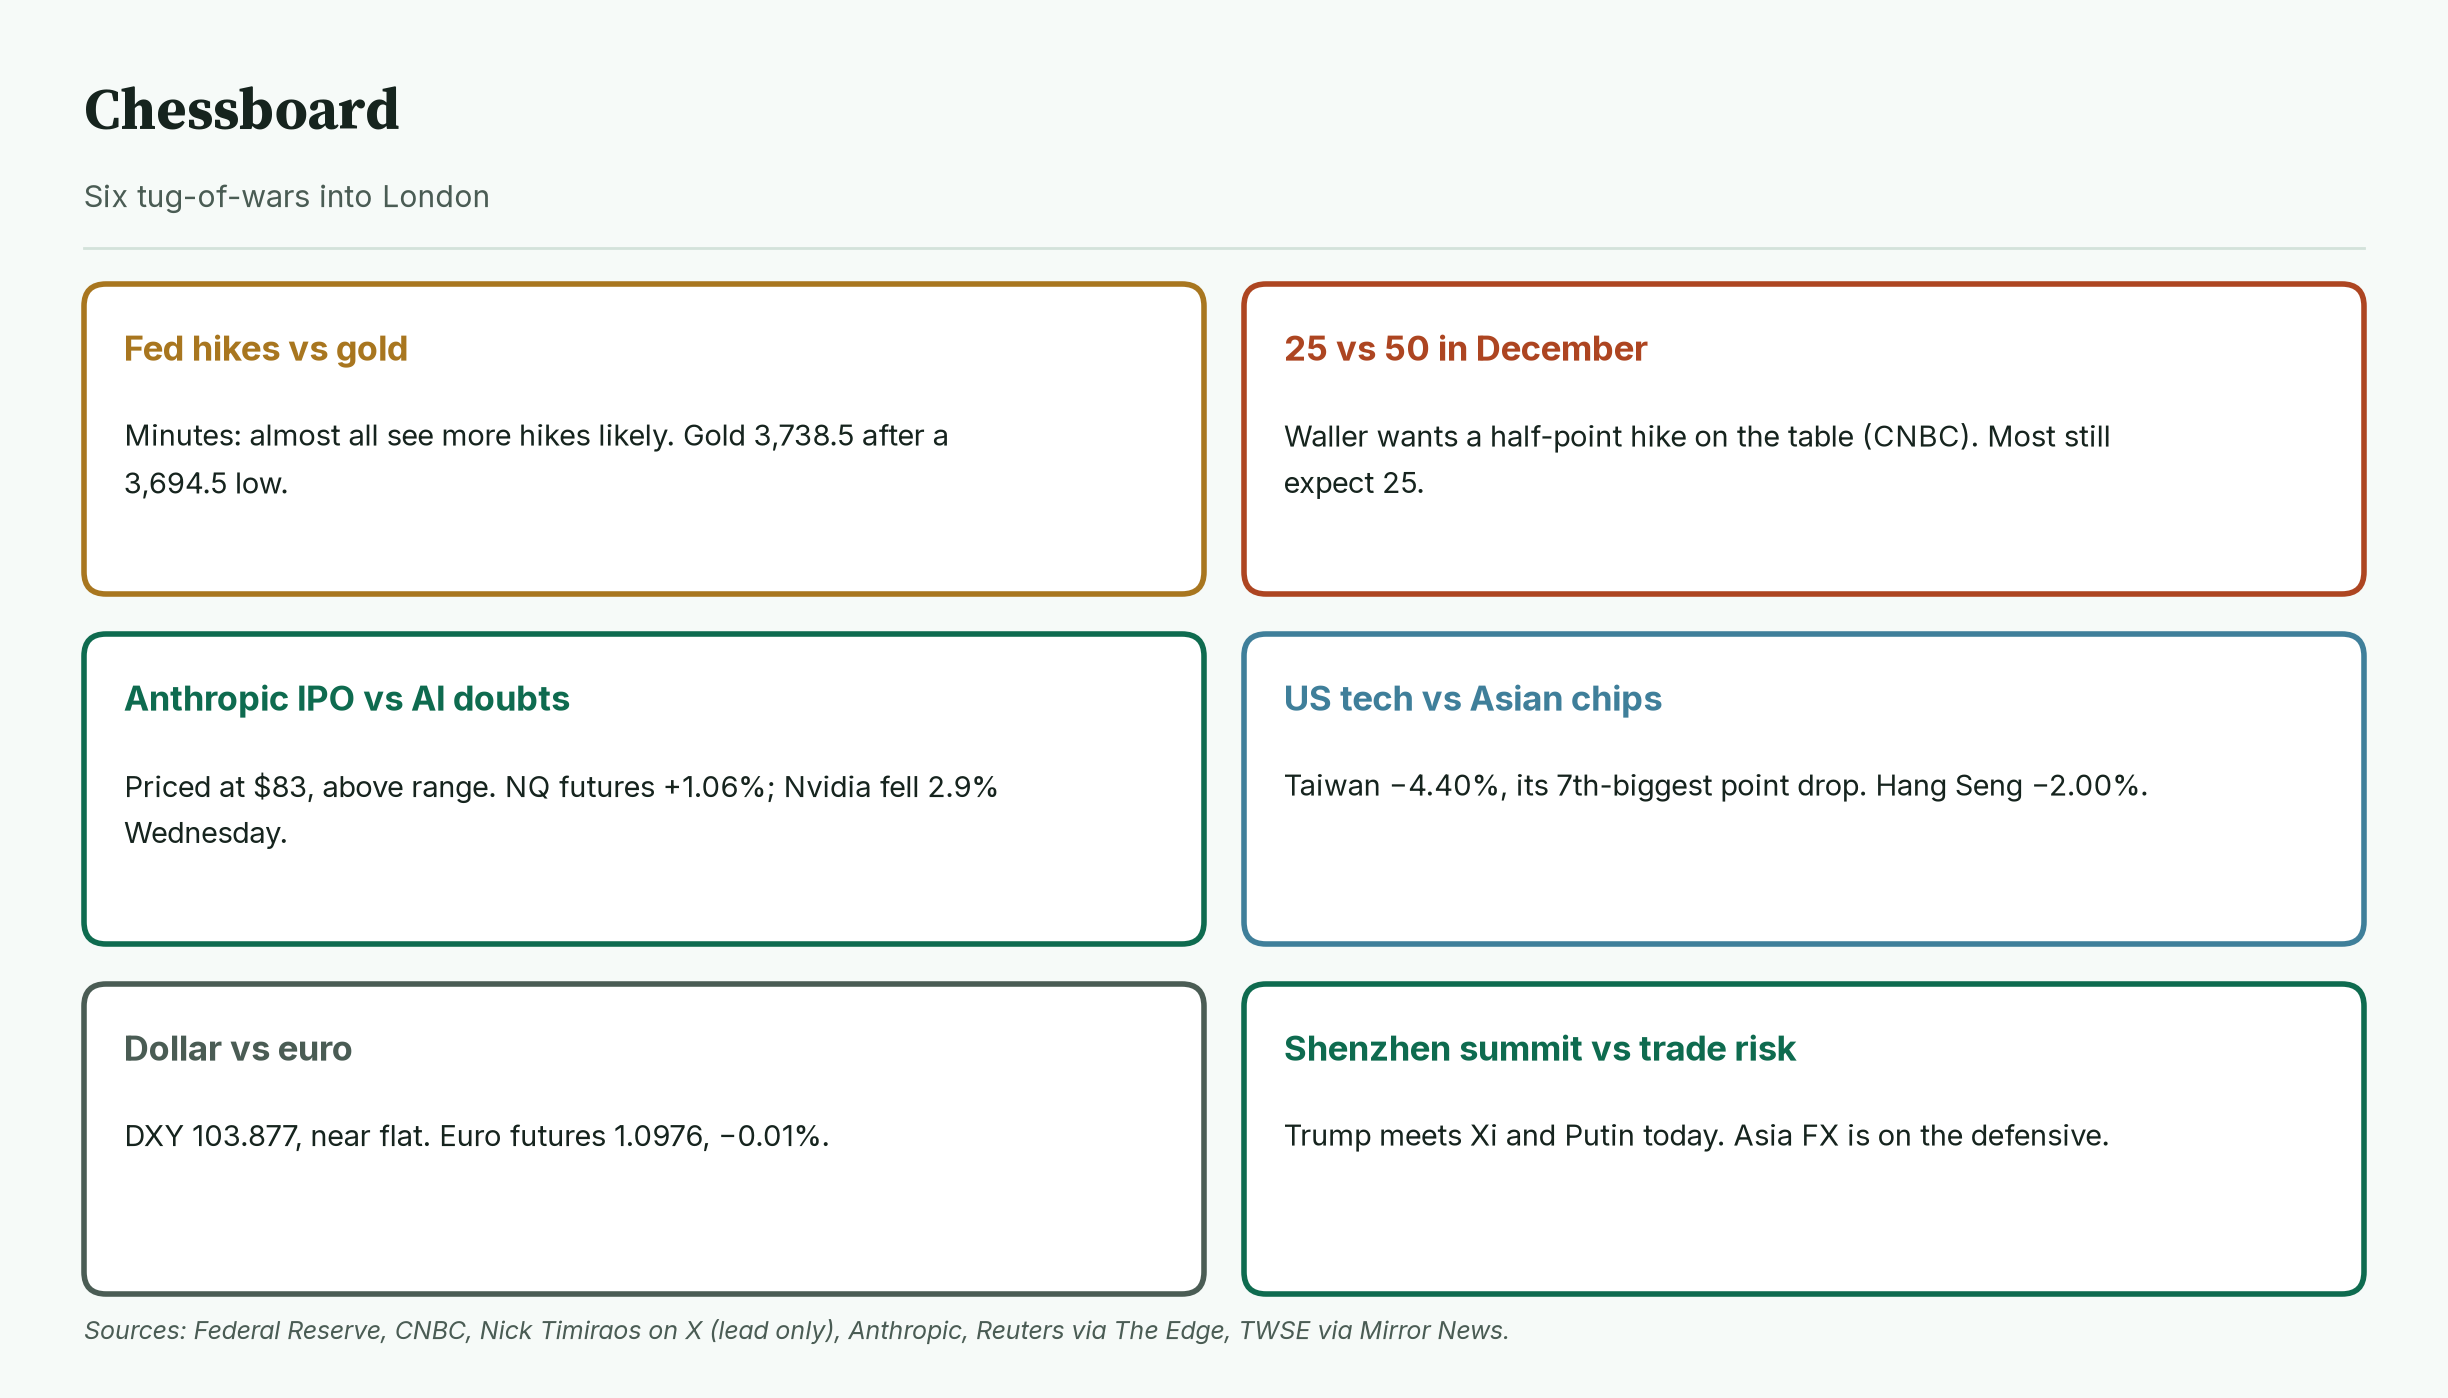 Chessboard
Six tug-of-wars into London
Fed hikes vs gold
Minutes: almost all see more hikes likely. Gold 3,738.5 after a
3,694.5 low.
25 vs 50 in December
Waller wants a half-point hike on the table (CNBC). Most still
expect 25.
Anthropic IPO vs AI doubts
Priced at $83, above range. NQ futures +1.06%; Nvidia fell 2.9%
Wednesday.
US tech vs Asian chips
Taiwan −4.40%, its 7th-biggest point drop. Hang Seng −2.00%.
Dollar vs euro
DXY 103.877, near flat. Euro futures 1.0976, −0.01%.
Shenzhen summit vs trade risk
Trump meets Xi and Putin today. Asia FX is on the defensive.
Sources: Federal Reserve, CNBC, Nick Timiraos on X (lead only), Anthropic, Reuters via The Edge, TWSE via Mirror News.